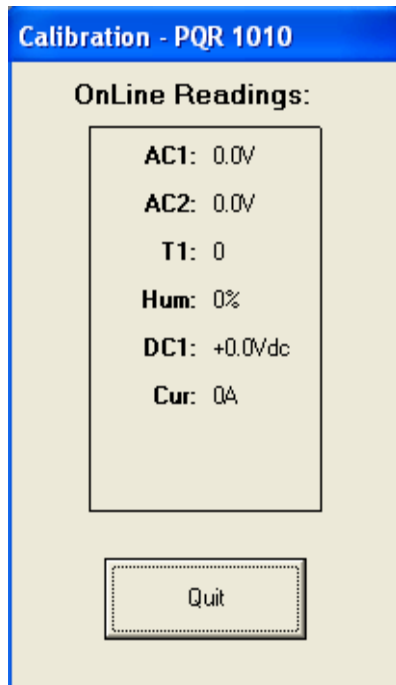 Calibration - PQR 1010
OnLine Readings:
AC1: 0.0V
AC2: 0.0V
T1: 0
Hum: 0%
DC1: +0.0Vdc
Cur: 0A
Quit